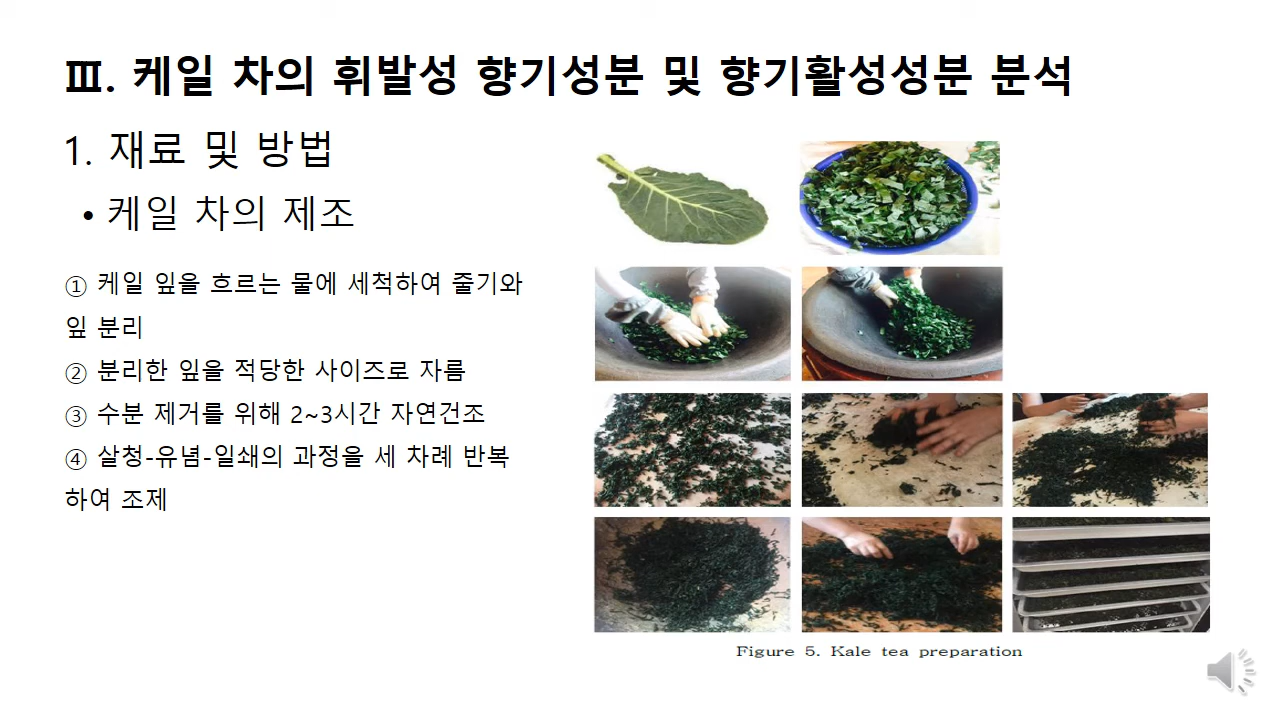 Ⅲ. 케일 차의 휘발성 향기성분 및 향기활성성분 분석
1. 재료 및 방법
• 케일 차의 제조
① 케일 잎을 흐르는 물에 세척하여 줄기와
잎 분리
② 분리한 잎을 적당한 사이즈로 자름
③ 수분 제거를 위해 2~3시간 자연건조
④ 살청-유념-일쇄의 과정을 세 차례 반복
하여 조제
Figure 5. Kale tea preparation